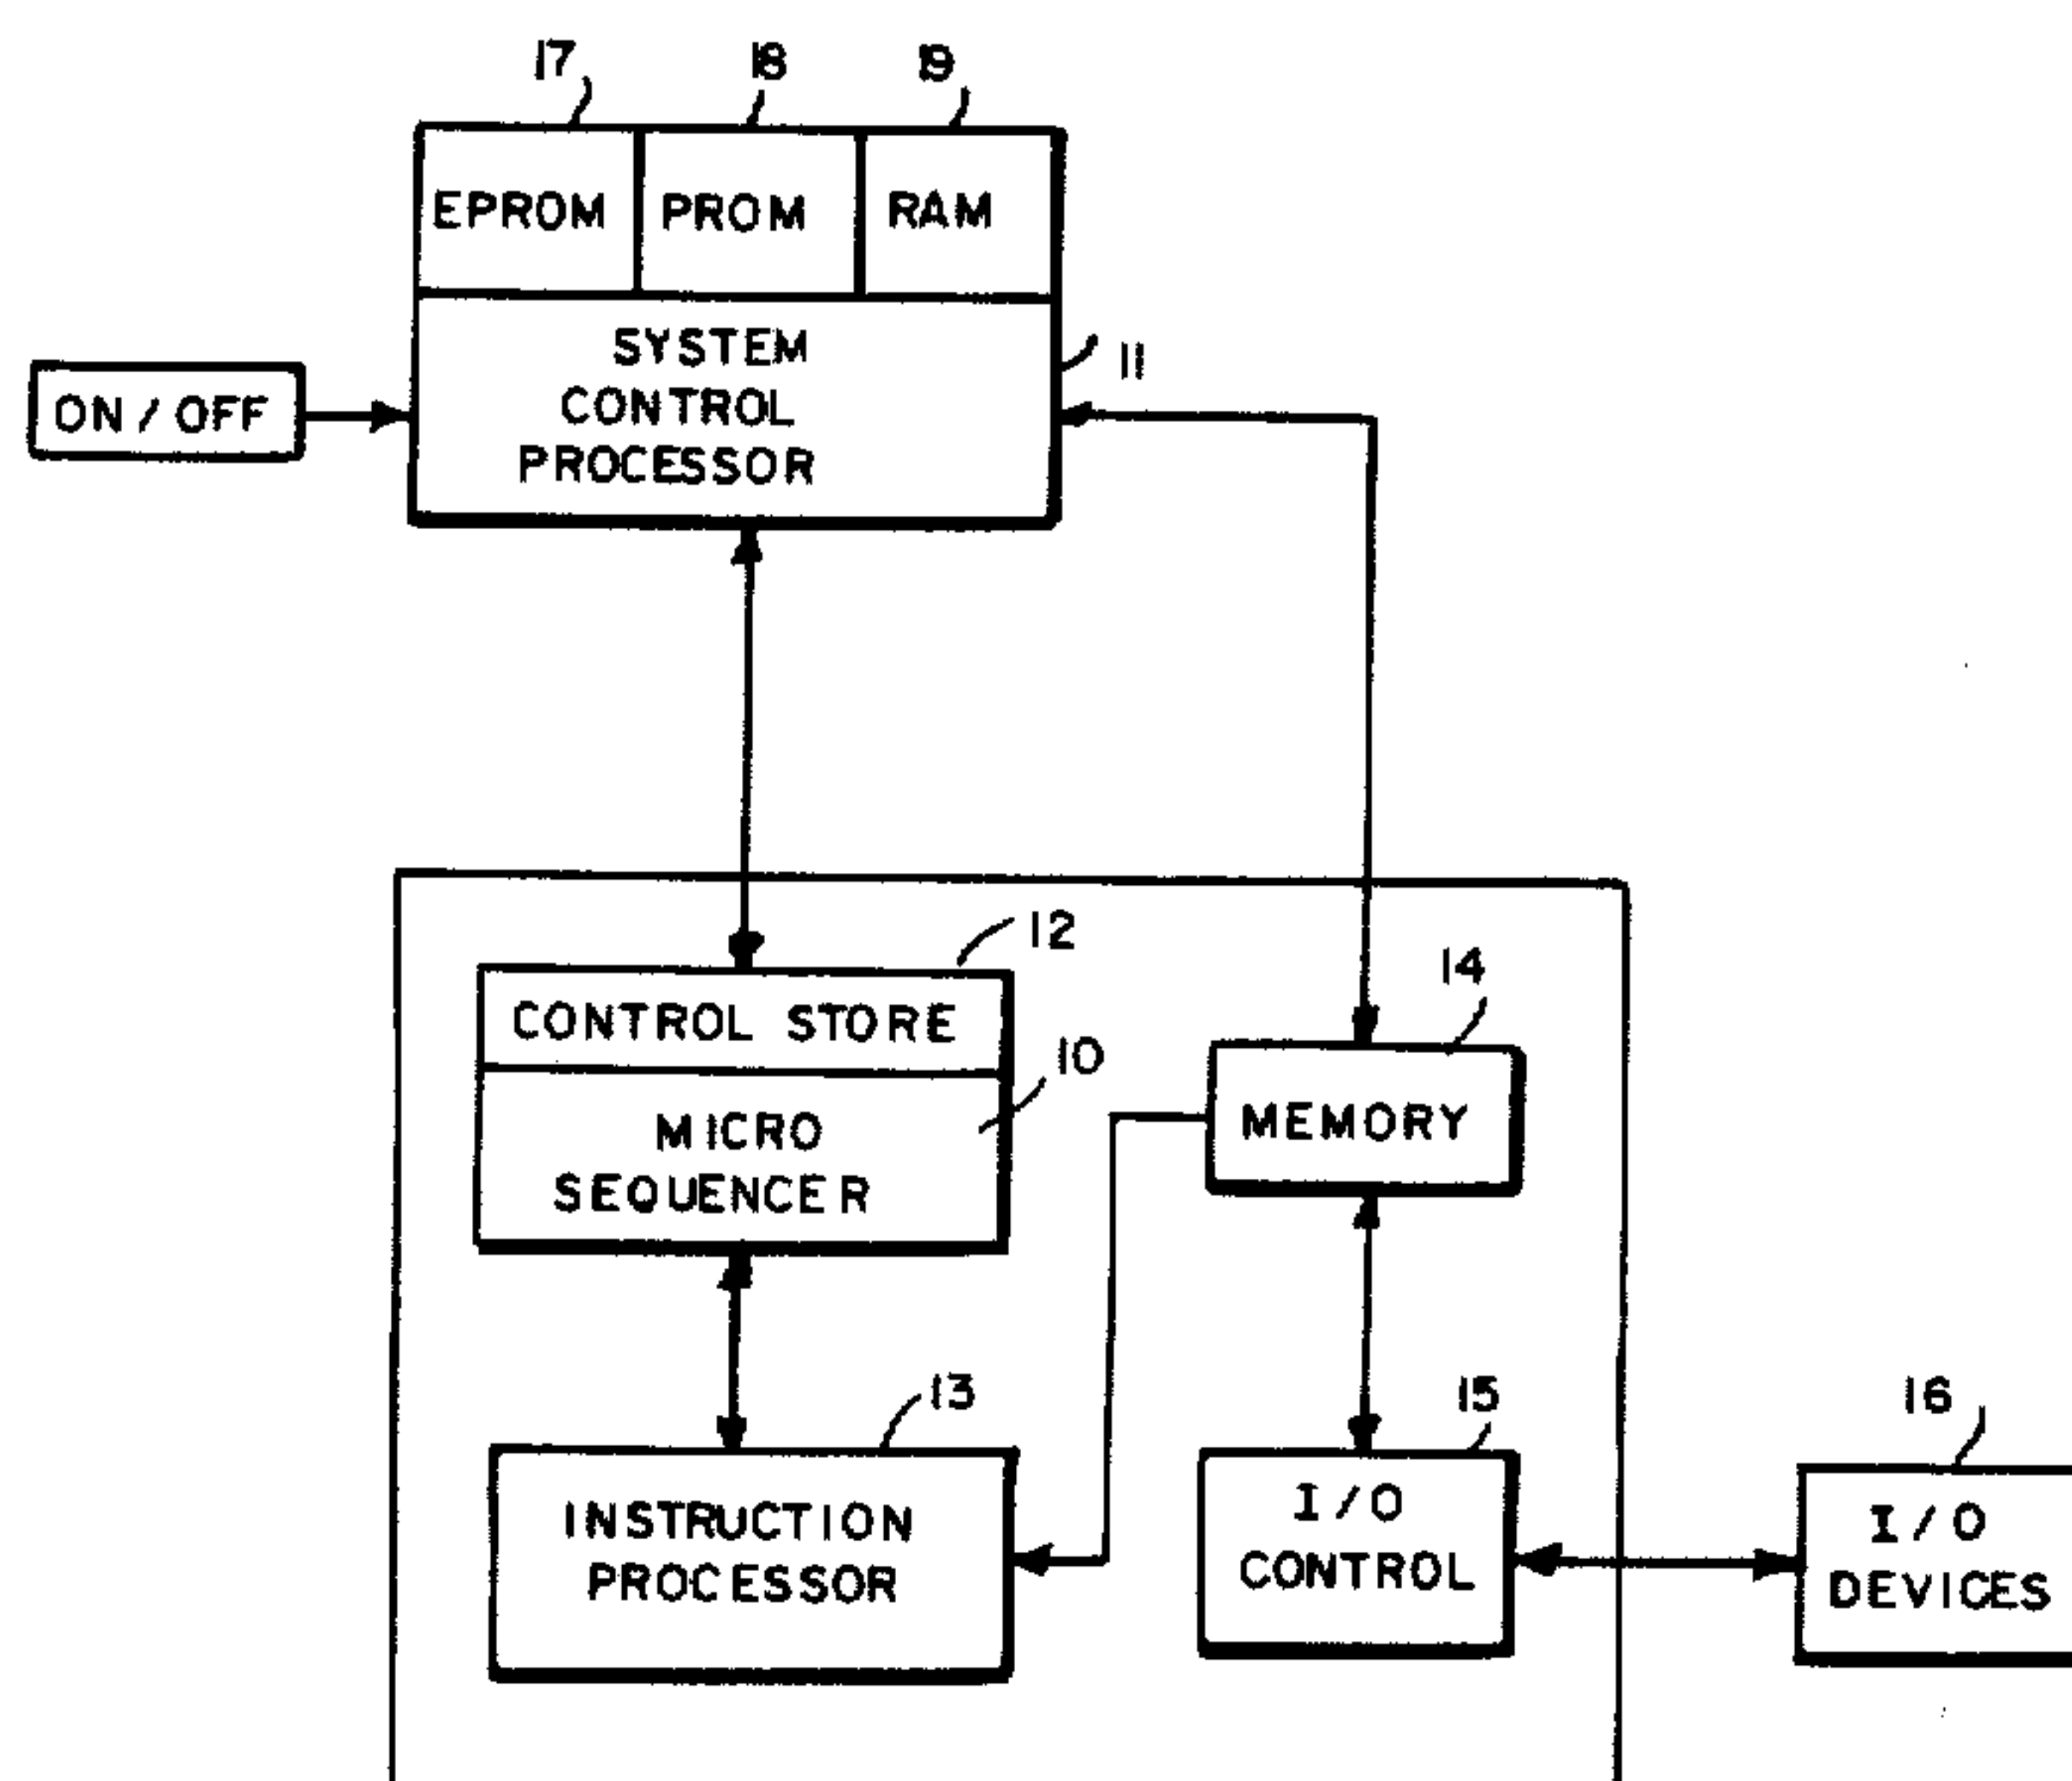 17 18 19
EPROM PROM RAM
SYSTEM
CONTROL
PROCESSOR
11
ON / OFF
12
CONTROL STORE
10
MICRO
SEQUENCER
14
MEMORY
13
INSTRUCTION
PROCESSOR
15
I/O
CONTROL
16
I/O
DEVICES